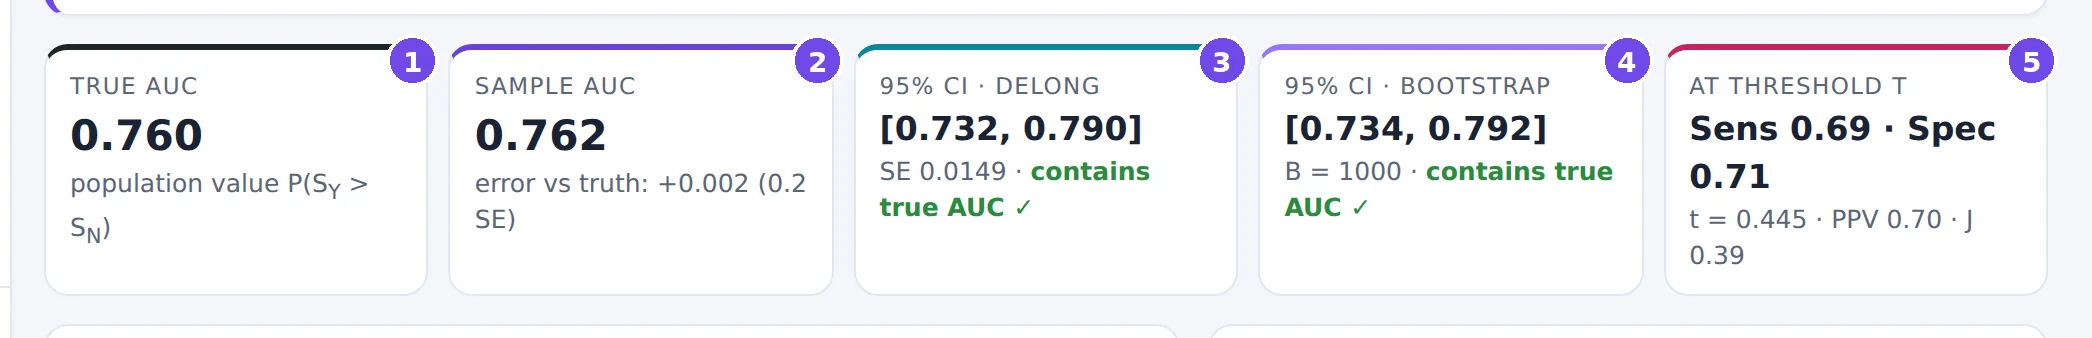 1
TRUE AUC
0.760
population value P(S_Y >
S_N)
2
SAMPLE AUC
0.762
error vs truth: +0.002 (0.2
SE)
3
95% CI · DELONG
[0.732, 0.790]
SE 0.0149 · contains
true AUC ✓
4
95% CI · BOOTSTRAP
[0.734, 0.792]
B = 1000 · contains true
AUC ✓
5
AT THRESHOLD T
Sens 0.69 · Spec
0.71
t = 0.445 · PPV 0.70 · J
0.39